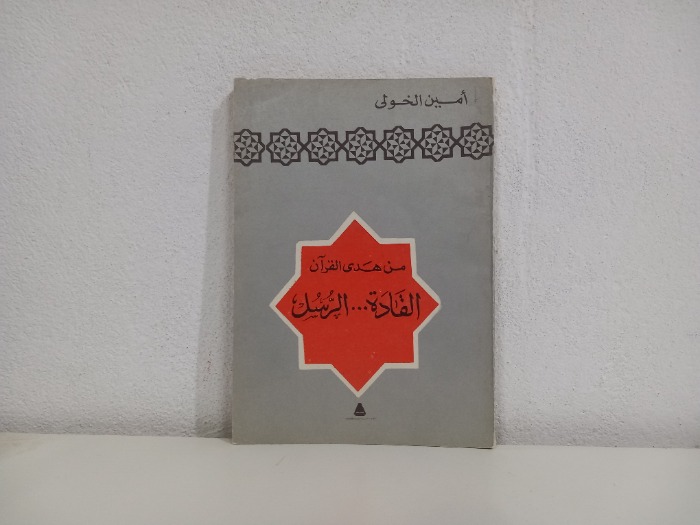 أمين الخولى
من هدى القرآن
القادة... الرسل